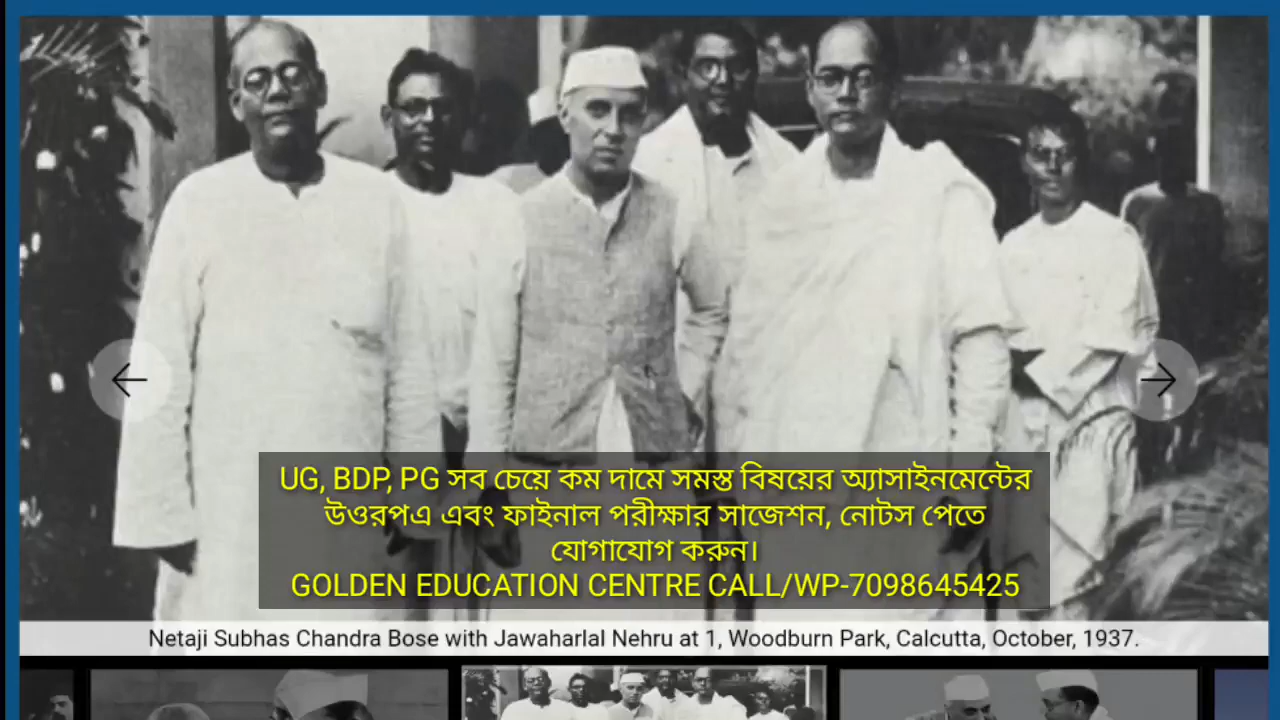 UG, BDP, PG সব চেয়ে কম দামে সমস্ত বিষয়ের অ্যাসাইনমেন্টের
উওরপএ এবং ফাইনাল পরীক্ষার সাজেশন, নোটস পেতে
যোগাযোগ করুন।
GOLDEN EDUCATION CENTRE CALL/WP-7098645425
Netaji Subhas Chandra Bose with Jawaharlal Nehru at 1, Woodburn Park, Calcutta, October, 1937.